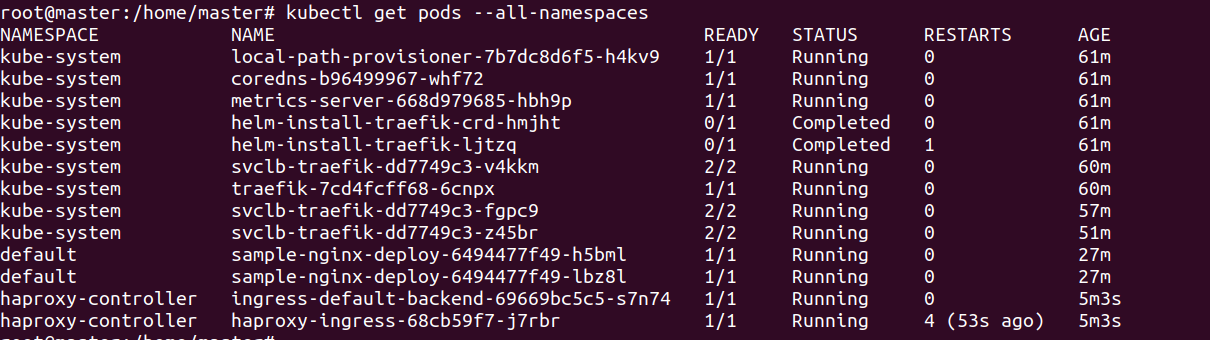 root@master:/home/master# kubectl get pods --all-namespaces
NAMESPACE NAME READY STATUS RESTARTS AGE
kube-system local-path-provisioner-7b7dc8d6f5-h4kv9 1/1 Running 0 61m
kube-system coredns-b96499967-whf72 1/1 Running 0 61m
kube-system metrics-server-668d979685-hbh9p 1/1 Running 0 61m
kube-system helm-install-traefik-crd-hmjht 0/1 Completed 0 61m
kube-system helm-install-traefik-ljtzq 0/1 Completed 1 61m
kube-system svclb-traefik-dd7749c3-v4kkm 2/2 Running 0 60m
kube-system traefik-7cd4fcff68-6cnpx 1/1 Running 0 60m
kube-system svclb-traefik-dd7749c3-fgpc9 2/2 Running 0 57m
kube-system svclb-traefik-dd7749c3-z45br 2/2 Running 0 51m
default sample-nginx-deploy-6494477f49-h5bml 1/1 Running 0 27m
default sample-nginx-deploy-6494477f49-lbz8l 1/1 Running 0 27m
haproxy-controller ingress-default-backend-69669bc5c5-s7n74 1/1 Running 0 5m3s
haproxy-controller haproxy-ingress-68cb59f7-j7rbr 1/1 Running 4 (53s ago) 5m3s
root@master:/home/master#